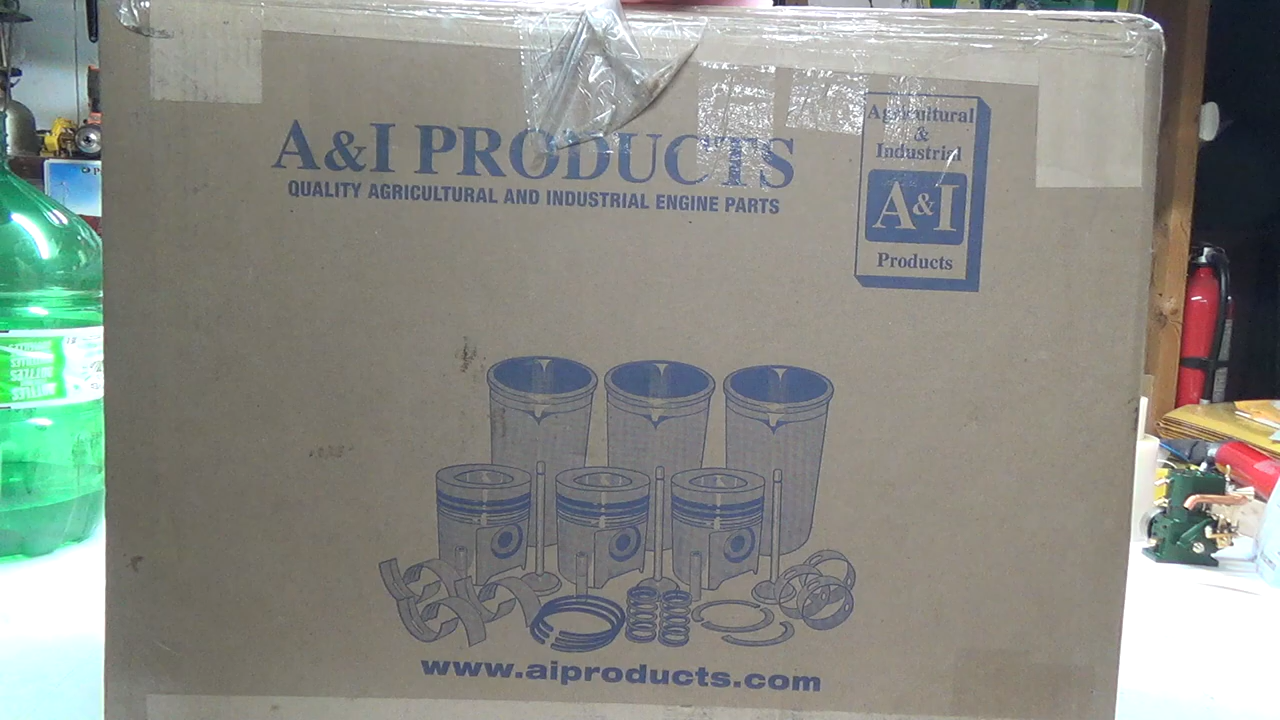 A&I PRODUCTS
QUALITY AGRICULTURAL AND INDUSTRIAL ENGINE PARTS
Agricultural
&
Industrial
A&I
Products
www.aiproducts.com